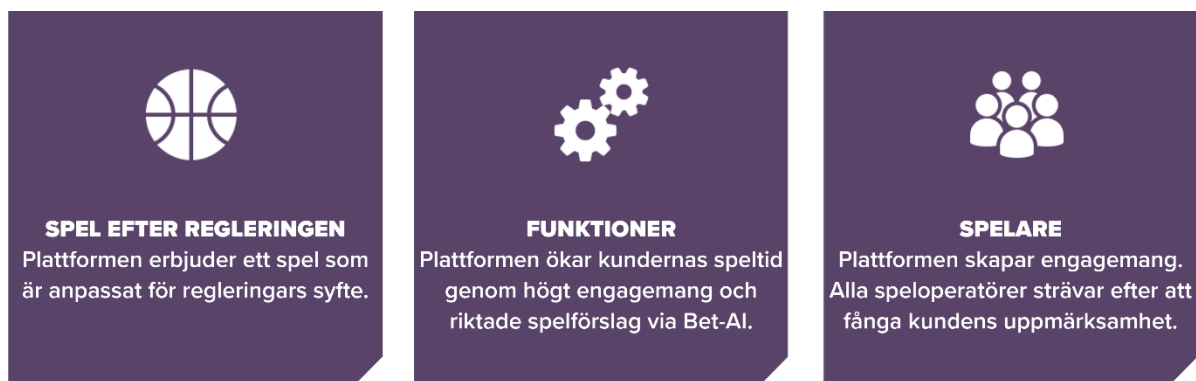 SPEL EFTER REGLERINGEN
Plattformen erbjuder ett spel som
är anpassat för regleringars syfte.
FUNKTIONER
Plattformen ökar kundernas speltid
genom högt engagemang och
riktade spelförslag via Bet-AI.
SPELARE
Plattformen skapar engagemang.
Alla speloperatörer strävar efter att
fånga kundens uppmärksamhet.